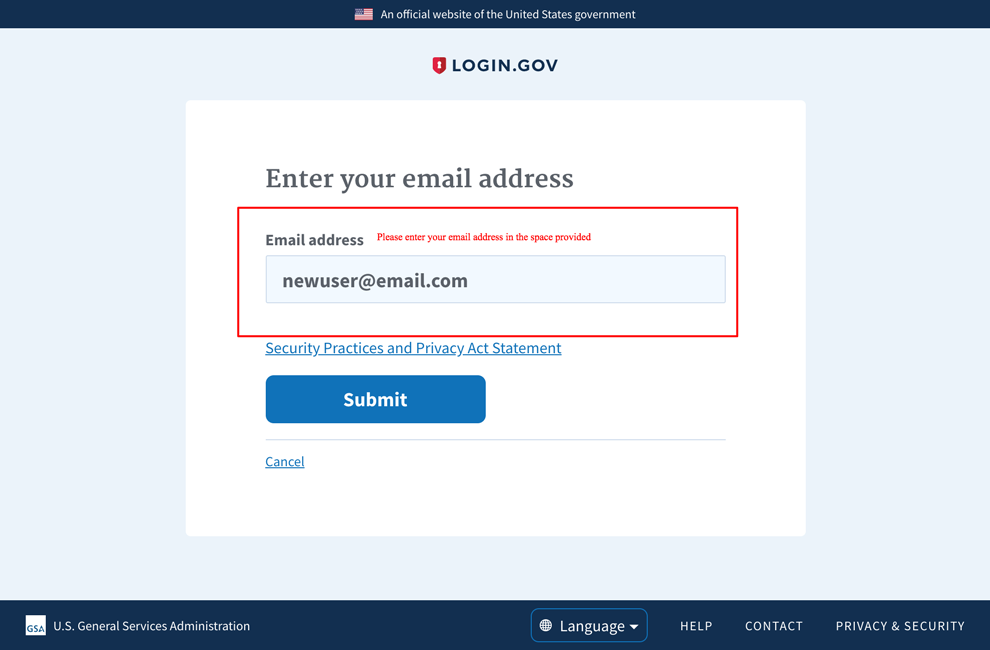 An official website of the United States government
LOGIN.GOV
Enter your email address
Email address Please enter your email address in the space provided
newuser@email.com
Security Practices and Privacy Act Statement
Submit
Cancel
GSA U.S. General Services Administration Language HELP CONTACT PRIVACY & SECURITY